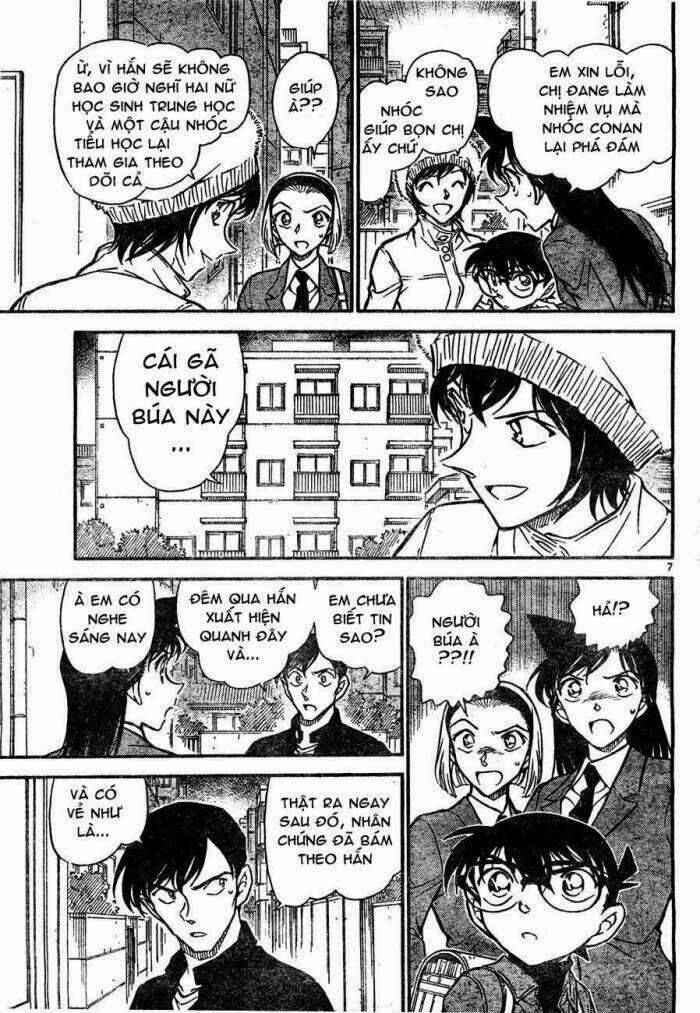 EM XIN LỖI,
CHỊ ĐANG LÀM
NHIỆM VỤ MÀ
NHÓC CONAN
LẠI PHÁ ĐÁM
KHÔNG
SAO
NHÓC
GIÚP BỌN CHỊ
ẤY CHỨ
GIÚP
À??
Ừ, VÌ HẮN SẼ KHÔNG
BAO GIỜ NGHĨ HAI NỮ
HỌC SINH TRUNG HỌC
VÀ MỘT CẬU NHÓC
TIỂU HỌC LẠI
THAM GIA THEO
DÕI CẢ
CÁI GÃ
NGƯỜI
BÚA NÀY
...
7
HẢ!?
NGƯỜI
BÚA À
??!!
EM CHƯA
BIẾT TIN
SAO?
ĐÊM QUA HẮN
XUẤT HIỆN
QUANH ĐÂY
VÀ...
À EM CÓ
NGHE
SÁNG NAY
THẬT RA NGAY
SAU ĐÓ, NHÂN
CHỨNG ĐÃ BÁM
THEO HẮN
VÀ CÓ
VẺ NHƯ
LÀ...